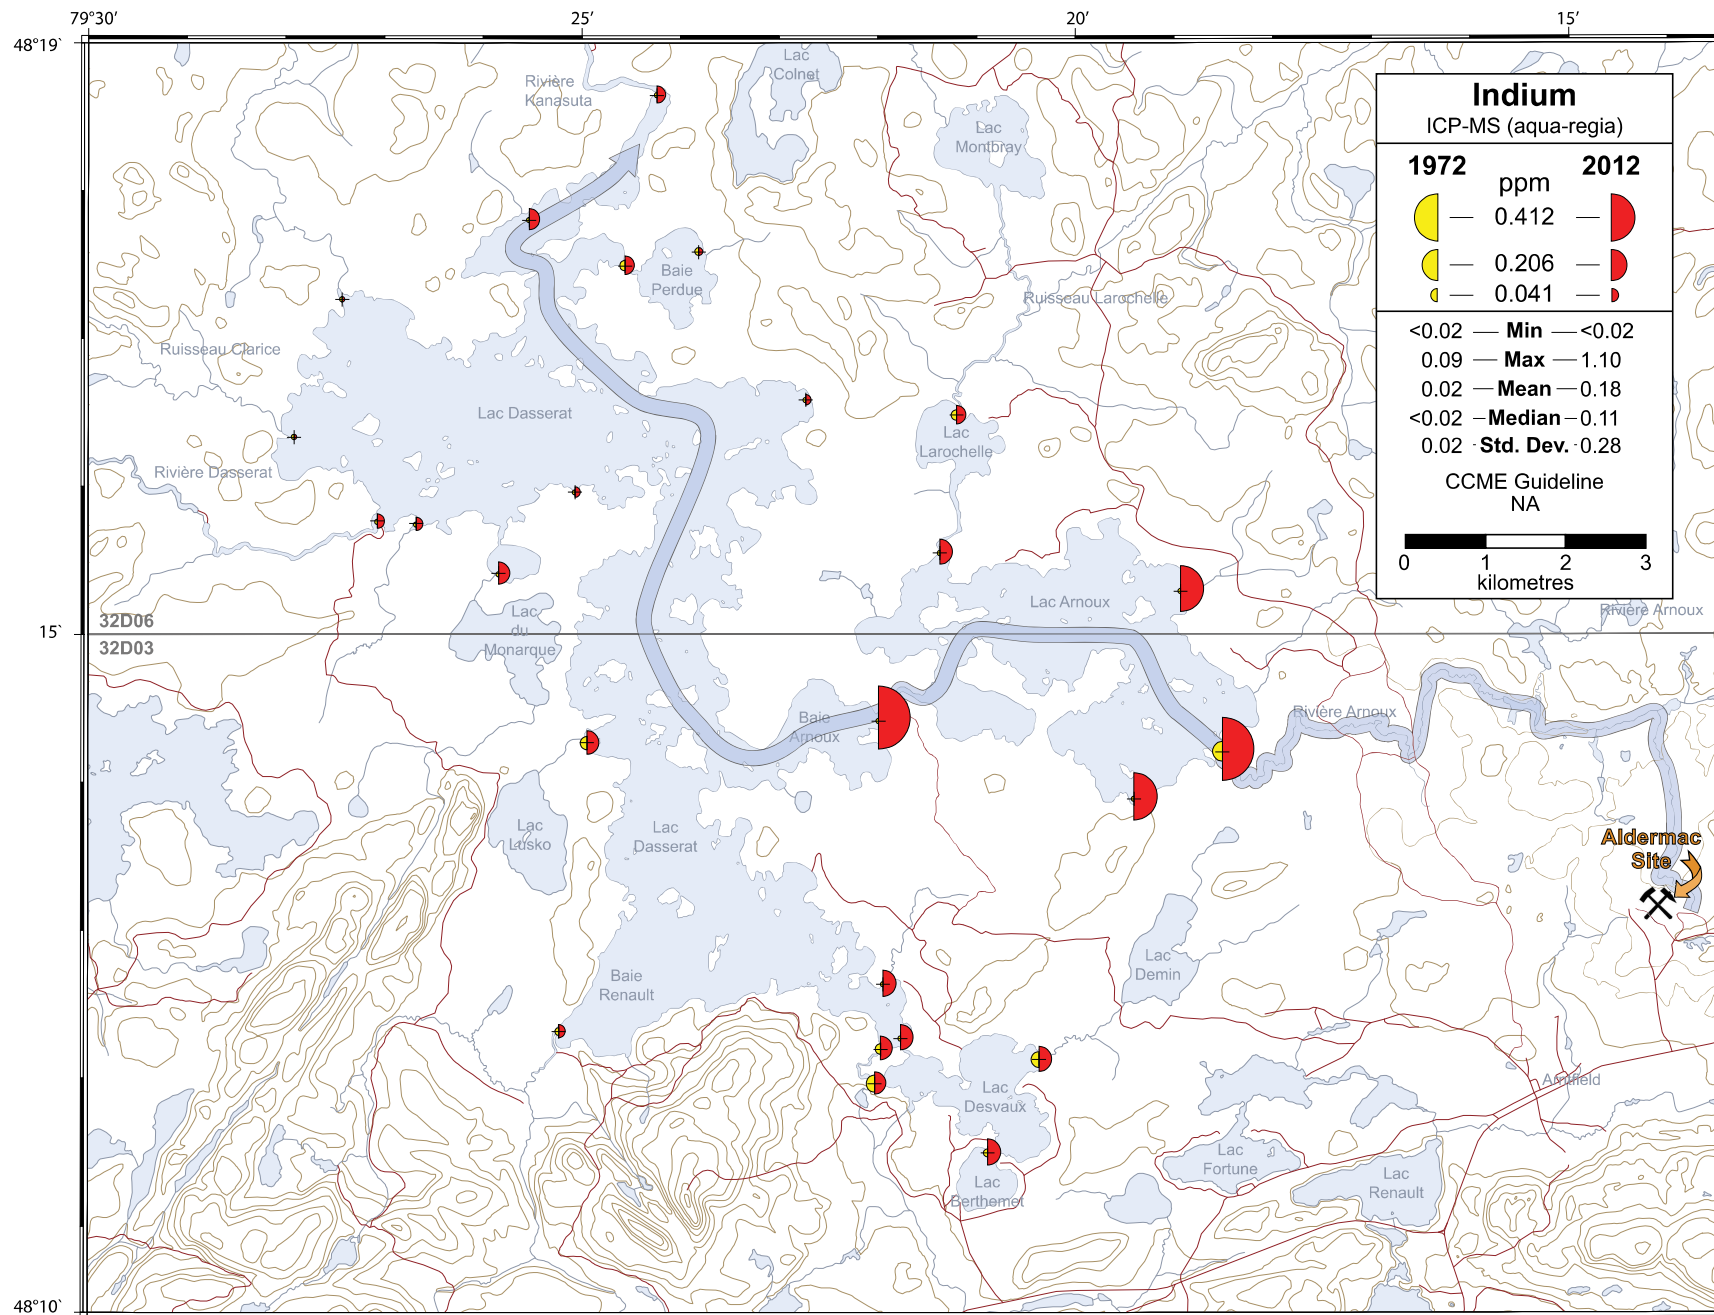 79°30′
25′
20′
15′
48°19`
Lac
Colnet
Rivière
Kanasuta
Lac
Montbray
Indium
ICP-MS (aqua-regia)
1972
2012
ppm
0.412
0.206
0.041
<0.02 Min <0.02
0.09 Max 1.10
0.02 Mean 0.18
<0.02 Median 0.11
0.02 Std. Dev. 0.28
CCME Guideline
NA
0 1 2 3
kilometres
Baie
Perdue
Ruisseau Larochelle
Ruisseau Clarice
Lac Dasserat
Lac
Larochelle
Rivière Dasserat
Lac Arnoux
Rivière Arnoux
32D06
15`
32D03
Lac
du
Monarque
Baie
Arnoux
Rivière Arnoux
Lac
Lusko
Lac
Dasserat
Aldermac
Site
Lac
Demin
Baie
Renault
Lac
Desvaux
Arntfield
Lac
Fortune
Lac
Renault
Lac
Berthemet
48°10`